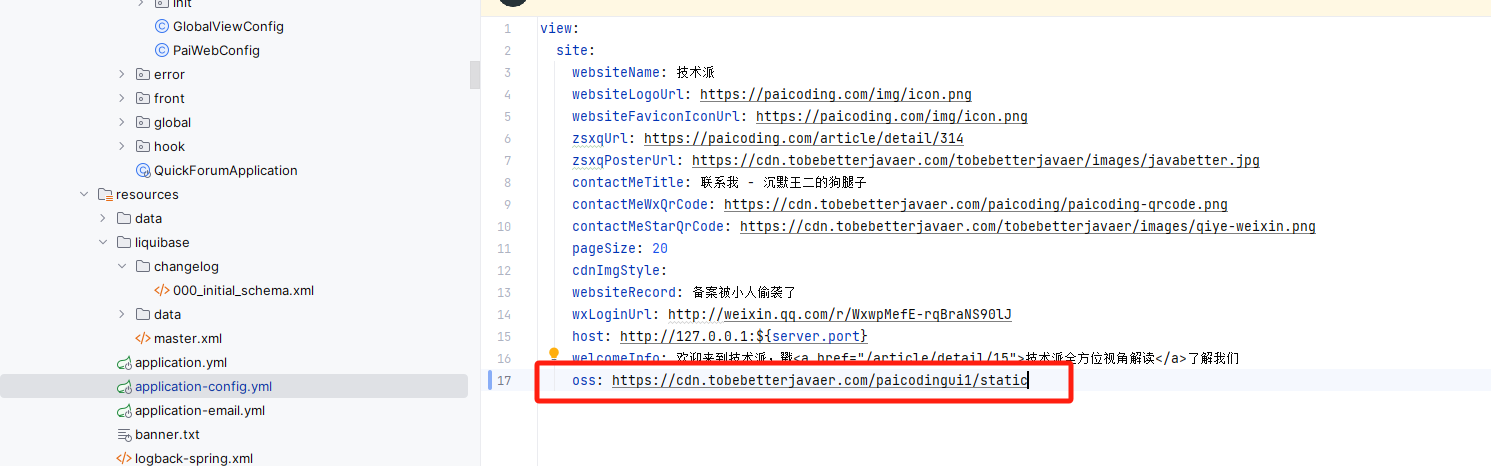 init
GlobalViewConfig
PaiWebConfig
error
front
global
hook
QuickForumApplication
resources
data
liquibase
changelog
000_initial_schema.xml
data
master.xml
application.yml
application-config.yml
application-email.yml
banner.txt
logback-spring.xml
1 view:
2 site:
3 websiteName: 技术派
4 websiteLogoUrl: https://paicoding.com/img/icon.png
5 websiteFaviconIconUrl: https://paicoding.com/img/icon.png
6 zsxqUrl: https://paicoding.com/article/detail/314
7 zsxqPosterUrl: https://cdn.tobebetterjavaer.com/tobebetterjavaer/images/javabetter.jpg
8 contactMeTitle: 联系我 - 沉默王二的狗腿子
9 contactMeWxQrCode: https://cdn.tobebetterjavaer.com/paicoding/paicoding-qrcode.png
10 contactMeStarQrCode: https://cdn.tobebetterjavaer.com/tobebetterjavaer/images/qiye-weixin.png
11 pageSize: 20
12 cdnImgStyle:
13 websiteRecord: 备案被小人偷袭了
14 wxLoginUrl: http://weixin.qq.com/r/WxwpMefE-rqBraNS90lJ
15 host: http://127.0.0.1:${server.port}
16 welcomeInfo: 欢迎来到技术派，戳<a href="/article/detail/15">技术派全方位视角解读</a>了解我们
17 oss: https://cdn.tobebetterjavaer.com/paicodingui1/static